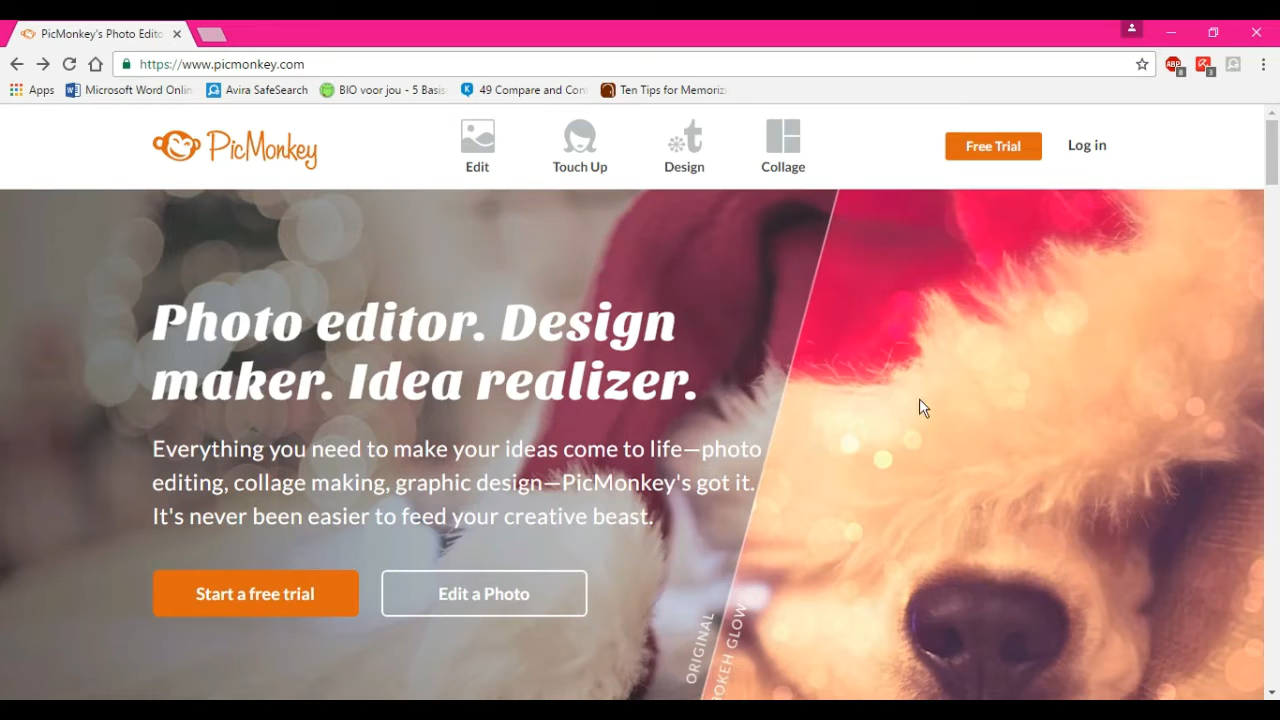 PicMonkey's Photo Edito
https://www.picmonkey.com
Apps
Microsoft Word Onlin
Avira SafeSearch
BIO voor jou - 5 Basis
49 Compare and Con
Ten Tips for Memoriz
PicMonkey
Edit
Touch Up
Design
Collage
Free Trial
Log in
Photo editor. Design
maker. Idea realizer.
Everything you need to make your ideas come to life—photo
editing, collage making, graphic design—PicMonkey's got it.
It's never been easier to feed your creative beast.
Start a free trial
Edit a Photo
ORIGINAL
BOKEH GLOW